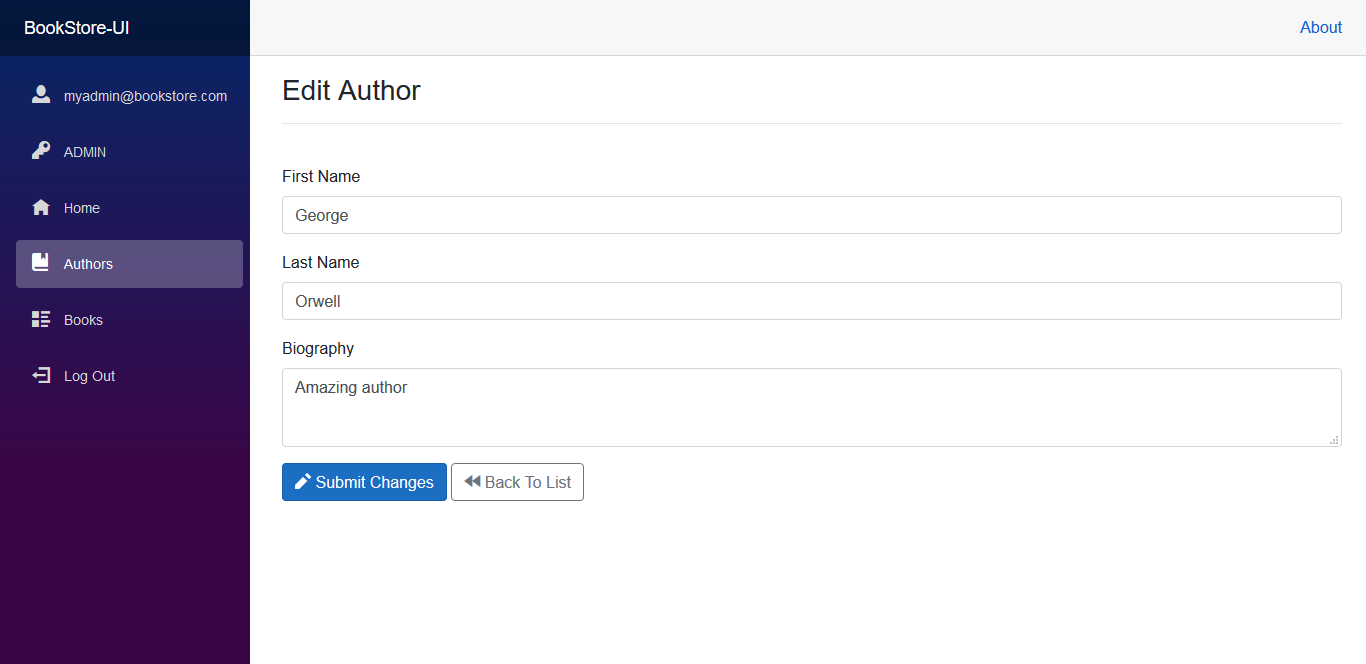 BookStore-UI
About
myadmin@bookstore.com
ADMIN
Home
Authors
Books
Log Out
Edit Author
First Name
George
Last Name
Orwell
Biography
Amazing author
Submit Changes
Back To List